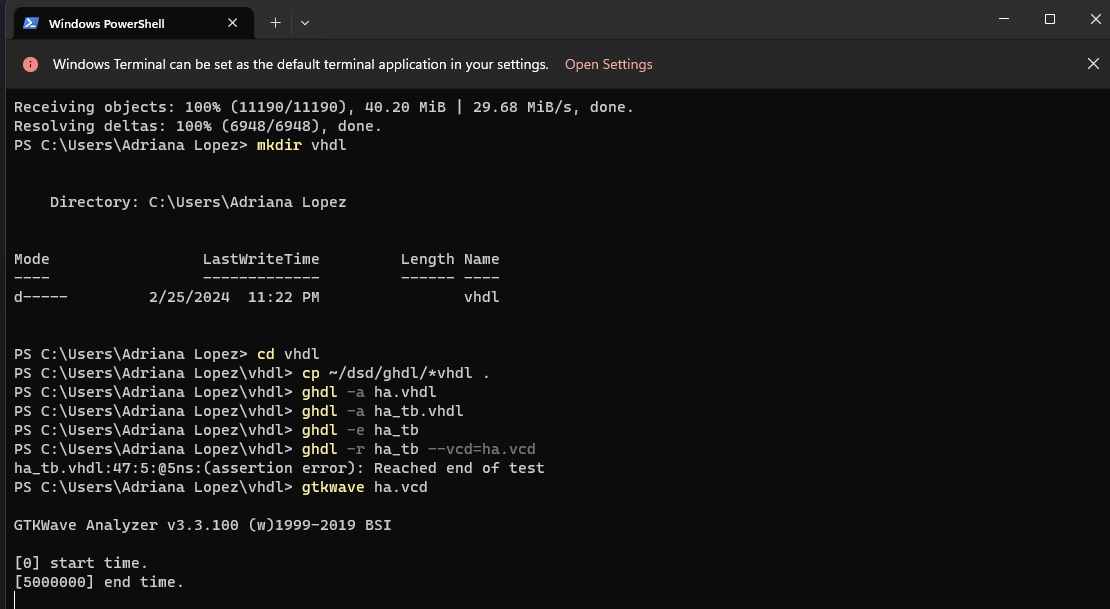 Windows PowerShell
Windows Terminal can be set as the default terminal application in your settings. Open Settings
Receiving objects: 100% (11190/11190), 40.20 MiB | 29.68 MiB/s, done.
Resolving deltas: 100% (6948/6948), done.
PS C:\Users\Adriana Lopez> mkdir vhdl
Directory: C:\Users\Adriana Lopez
Mode                 LastWriteTime         Length Name
----                 -------------         ------ ----
d-----         2/25/2024  11:22 PM                vhdl
PS C:\Users\Adriana Lopez> cd vhdl
PS C:\Users\Adriana Lopez\vhdl> cp ~/dsd/ghdl/*vhdl .
PS C:\Users\Adriana Lopez\vhdl> ghdl -a ha.vhdl
PS C:\Users\Adriana Lopez\vhdl> ghdl -a ha_tb.vhdl
PS C:\Users\Adriana Lopez\vhdl> ghdl -e ha_tb
PS C:\Users\Adriana Lopez\vhdl> ghdl -r ha_tb --vcd=ha.vcd
ha_tb.vhdl:47:5:@5ns:(assertion error): Reached end of test
PS C:\Users\Adriana Lopez\vhdl> gtkwave ha.vcd
GTKWave Analyzer v3.3.100 (w)1999-2019 BSI
[0] start time.
[5000000] end time.